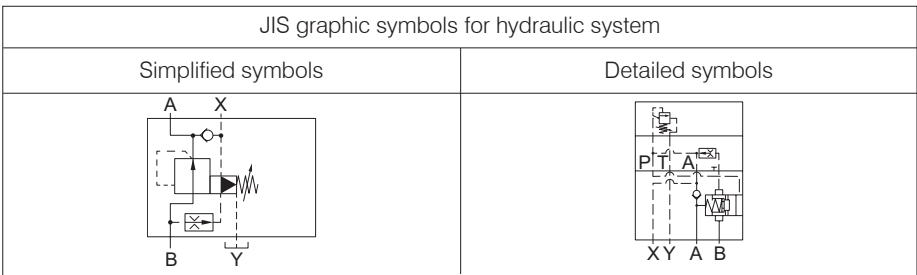 JIS graphic symbols for hydraulic system
Simplified symbols
Detailed symbols
A X
B Y
P T A
X Y A B